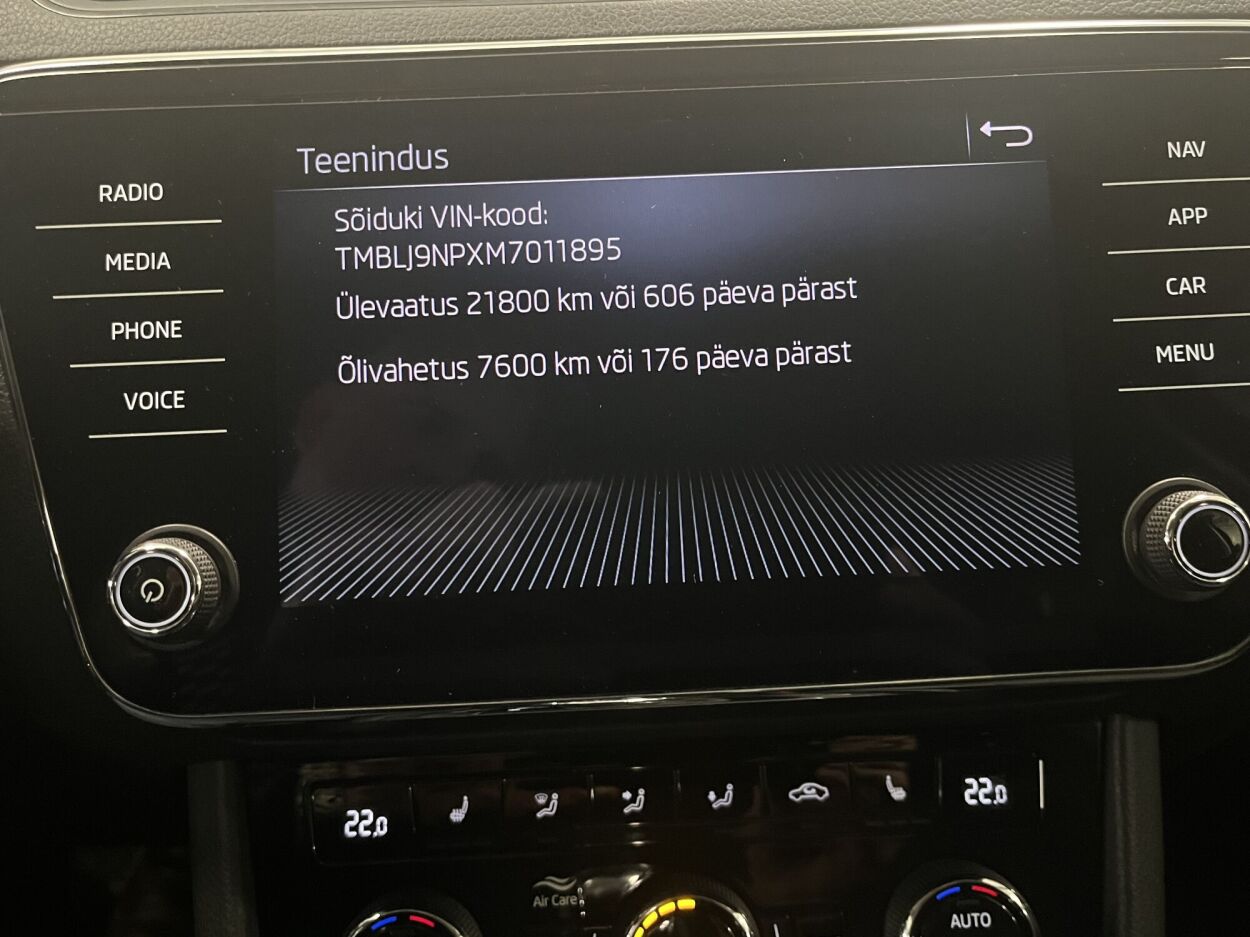 Teenindus
Sõiduki VIN-kood:
TMBLJ9NPXM7011895
Ülevaatus 21800 km või 606 päeva pärast
Õlivahetus 7600 km või 176 päeva pärast
RADIO
MEDIA
PHONE
VOICE
NAV
APP
CAR
MENU
22.0
22.0
Air Care
AUTO